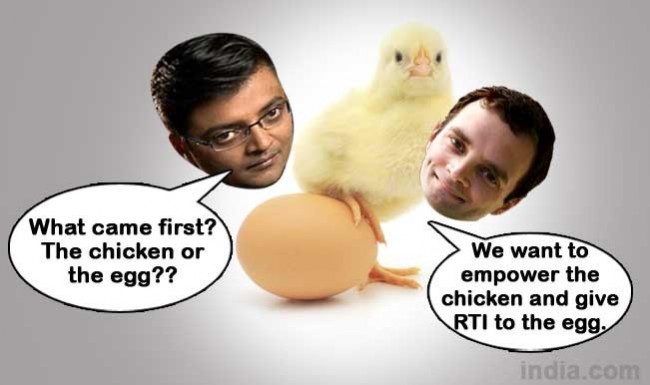 What came first?
The chicken or
the egg??
We want to
empower the
chicken and give
RTI to the egg.
india.com